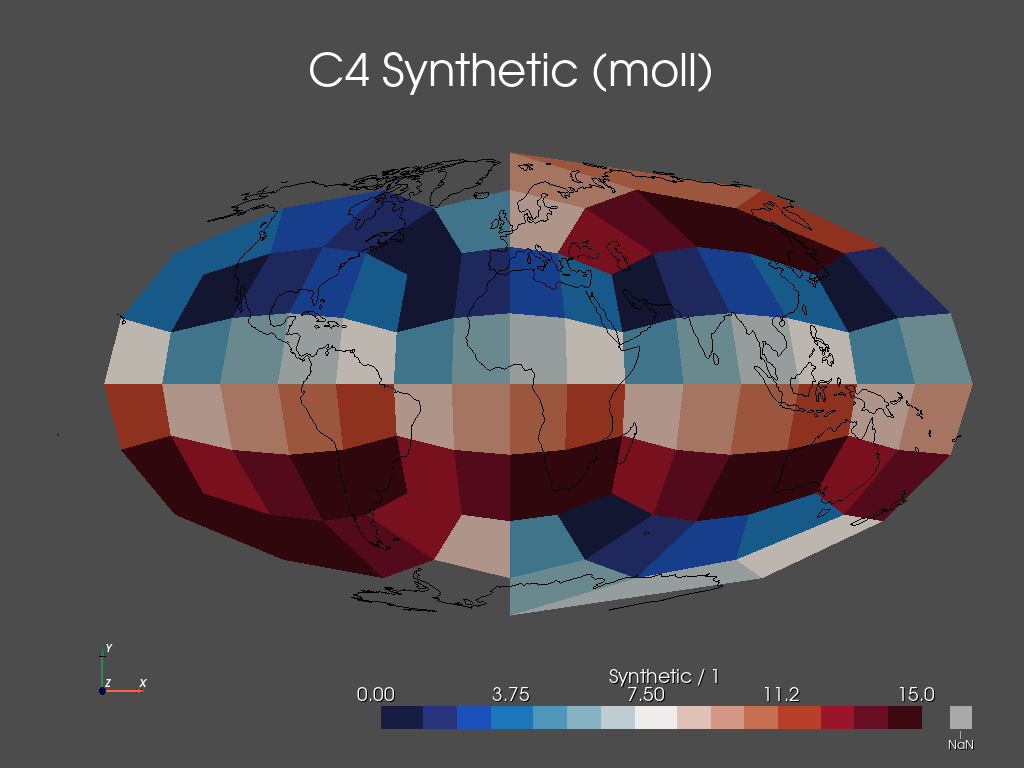 C4 Synthetic (moll)
Y
Z X
Synthetic / 1
0.00 3.75 7.50 11.2 15.0
NaN